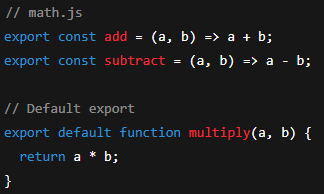 // math.js
export const add = (a, b) => a + b;
export const subtract = (a, b) => a - b;

// Default export
export default function multiply(a, b) {
  return a * b;
}